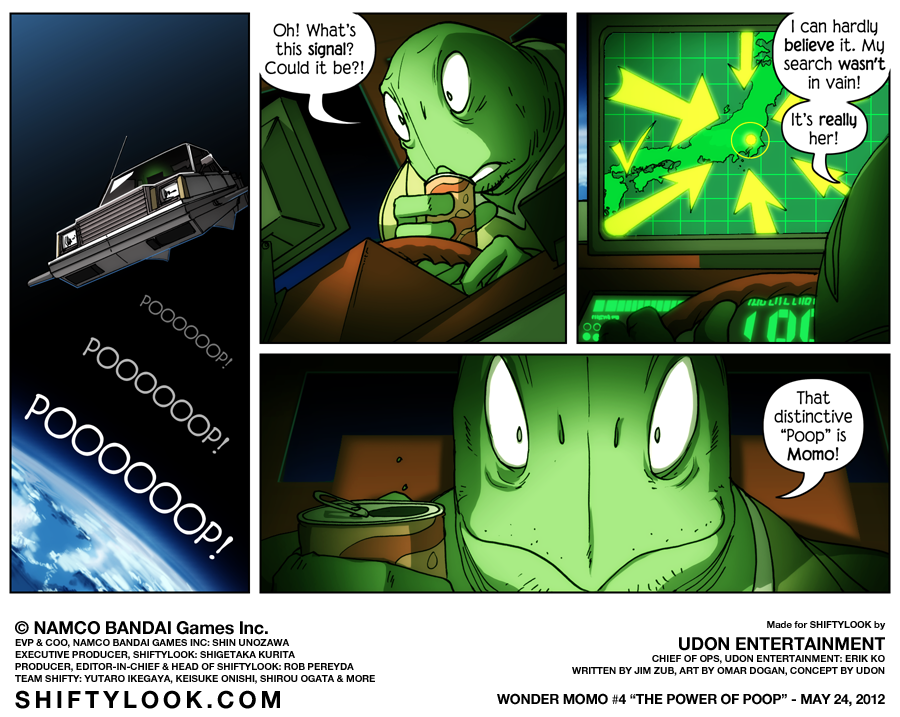 POOOOOOP!
POOOOOOP!
POOOOOOP!
Oh! What's
this signal?
Could it be?!
I can hardly
believe it. My
search wasn't
in vain!
It's really
her!
That
distinctive
"Poop" is
Momo!
© NAMCO BANDAI Games Inc.
EVP & COO, NAMCO BANDAI GAMES INC: SHIN UNOZAWA
EXECUTIVE PRODUCER, SHIFTYLOOK: SHIGETAKA KURITA
PRODUCER, EDITOR-IN-CHIEF & HEAD OF SHIFTYLOOK: ROB PEREYDA
TEAM SHIFTY: YUTARO IKEGAYA, KEISUKE ONISHI, SHIROU OGATA & MORE
SHIFTYLOOK.COM
Made for SHIFTYLOOK by
UDON ENTERTAINMENT
CHIEF OF OPS, UDON ENTERTAINMENT: ERIK KO
WRITTEN BY JIM ZUB, ART BY OMAR DOGAN, CONCEPT BY UDON
WONDER MOMO #4 "THE POWER OF POOP" - MAY 24, 2012